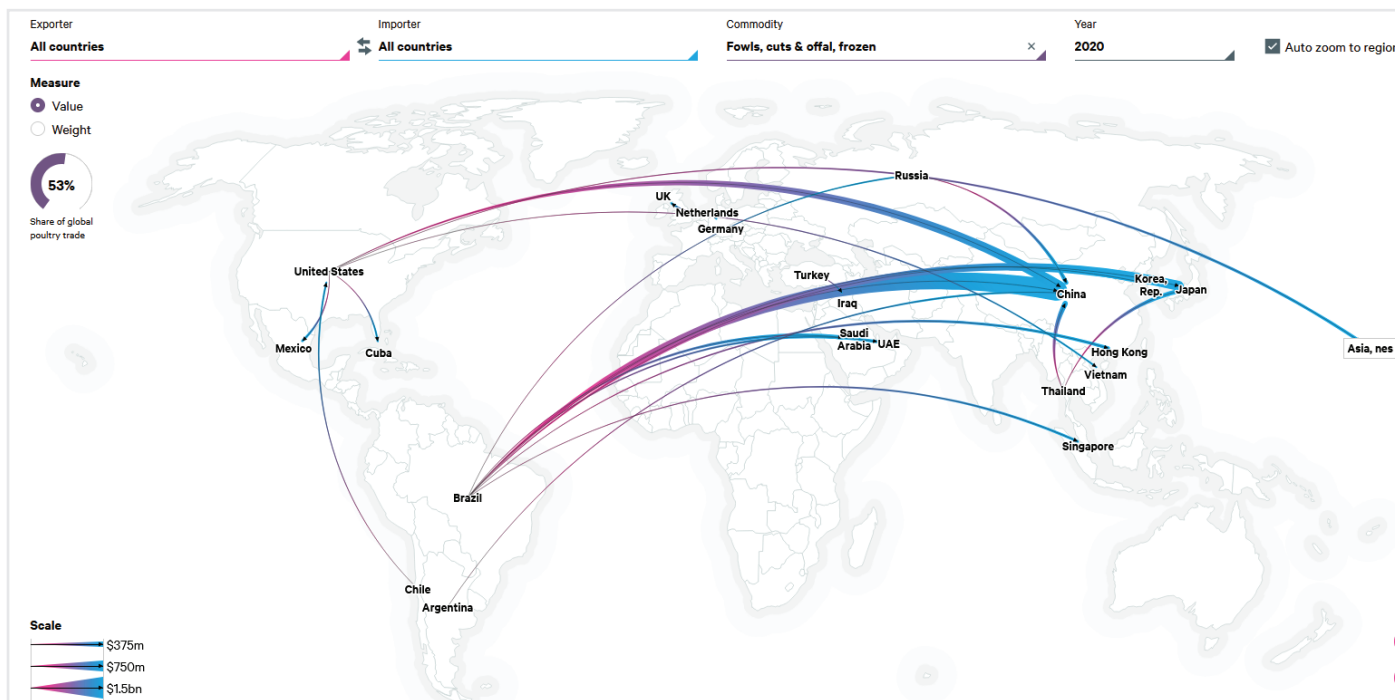 Exporter
All countries
Importer
All countries
Commodity
Fowls, cuts & offal, frozen
×
Year
2020
Auto zoom to region
Measure
Value
Weight
53%
Share of global
poultry trade
Russia
UK
Netherlands
Germany
United States
Turkey
Iraq
Korea,
Rep.
Japan
China
Mexico
Cuba
Saudi
Arabia
UAE
Hong Kong
Asia, nes
Vietnam
Thailand
Singapore
Brazil
Chile
Argentina
Scale
$375m
$750m
$1.5bn